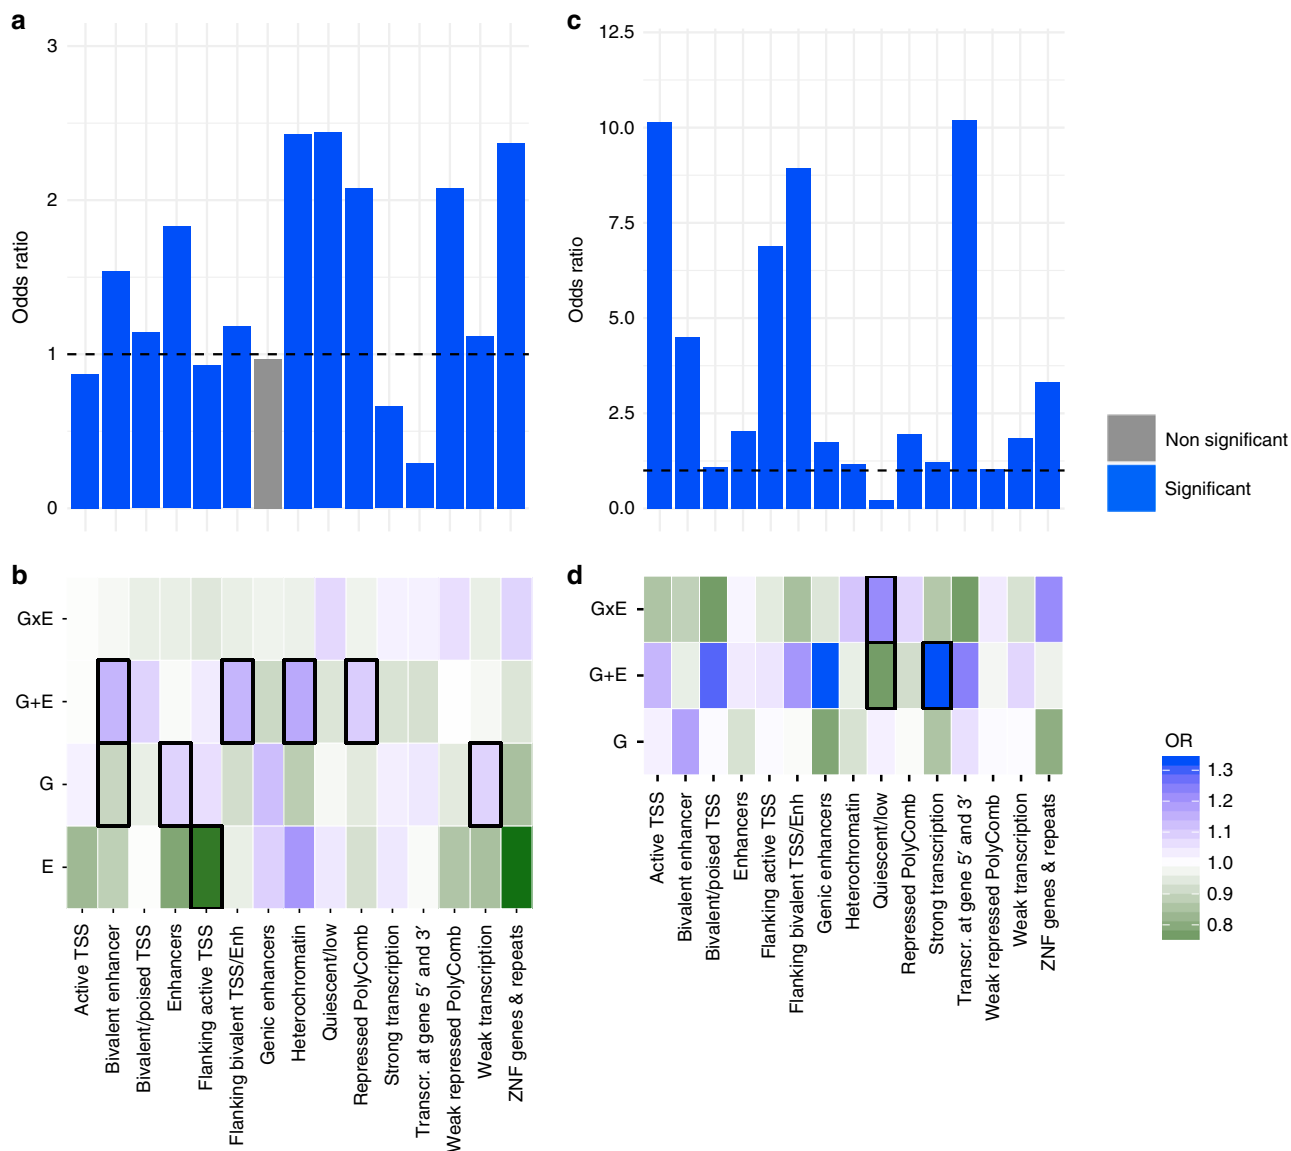 a
3
2
1
0
Odds ratio
c
12.5
10.0
7.5
5.0
2.5
0.0
Odds ratio
Non significant
Significant
b
GxE
G+E
G
E
Active TSS
Bivalent enhancer
Bivalent/poised TSS
Enhancers
Flanking active TSS
Flanking bivalent TSS/Enh
Genic enhancers
Heterochromatin
Quiescent/low
Repressed PolyComb
Strong transcription
Transcr. at gene 5′ and 3′
Weak repressed PolyComb
Weak transcription
ZNF genes & repeats
d
GxE
G+E
G
Active TSS
Bivalent enhancer
Bivalent/poised TSS
Enhancers
Flanking active TSS
Flanking bivalent TSS/Enh
Genic enhancers
Heterochromatin
Quiescent/low
Repressed PolyComb
Strong transcription
Transcr. at gene 5′ and 3′
Weak repressed PolyComb
Weak transcription
ZNF genes & repeats
OR
1.3
1.2
1.1
1.0
0.9
0.8